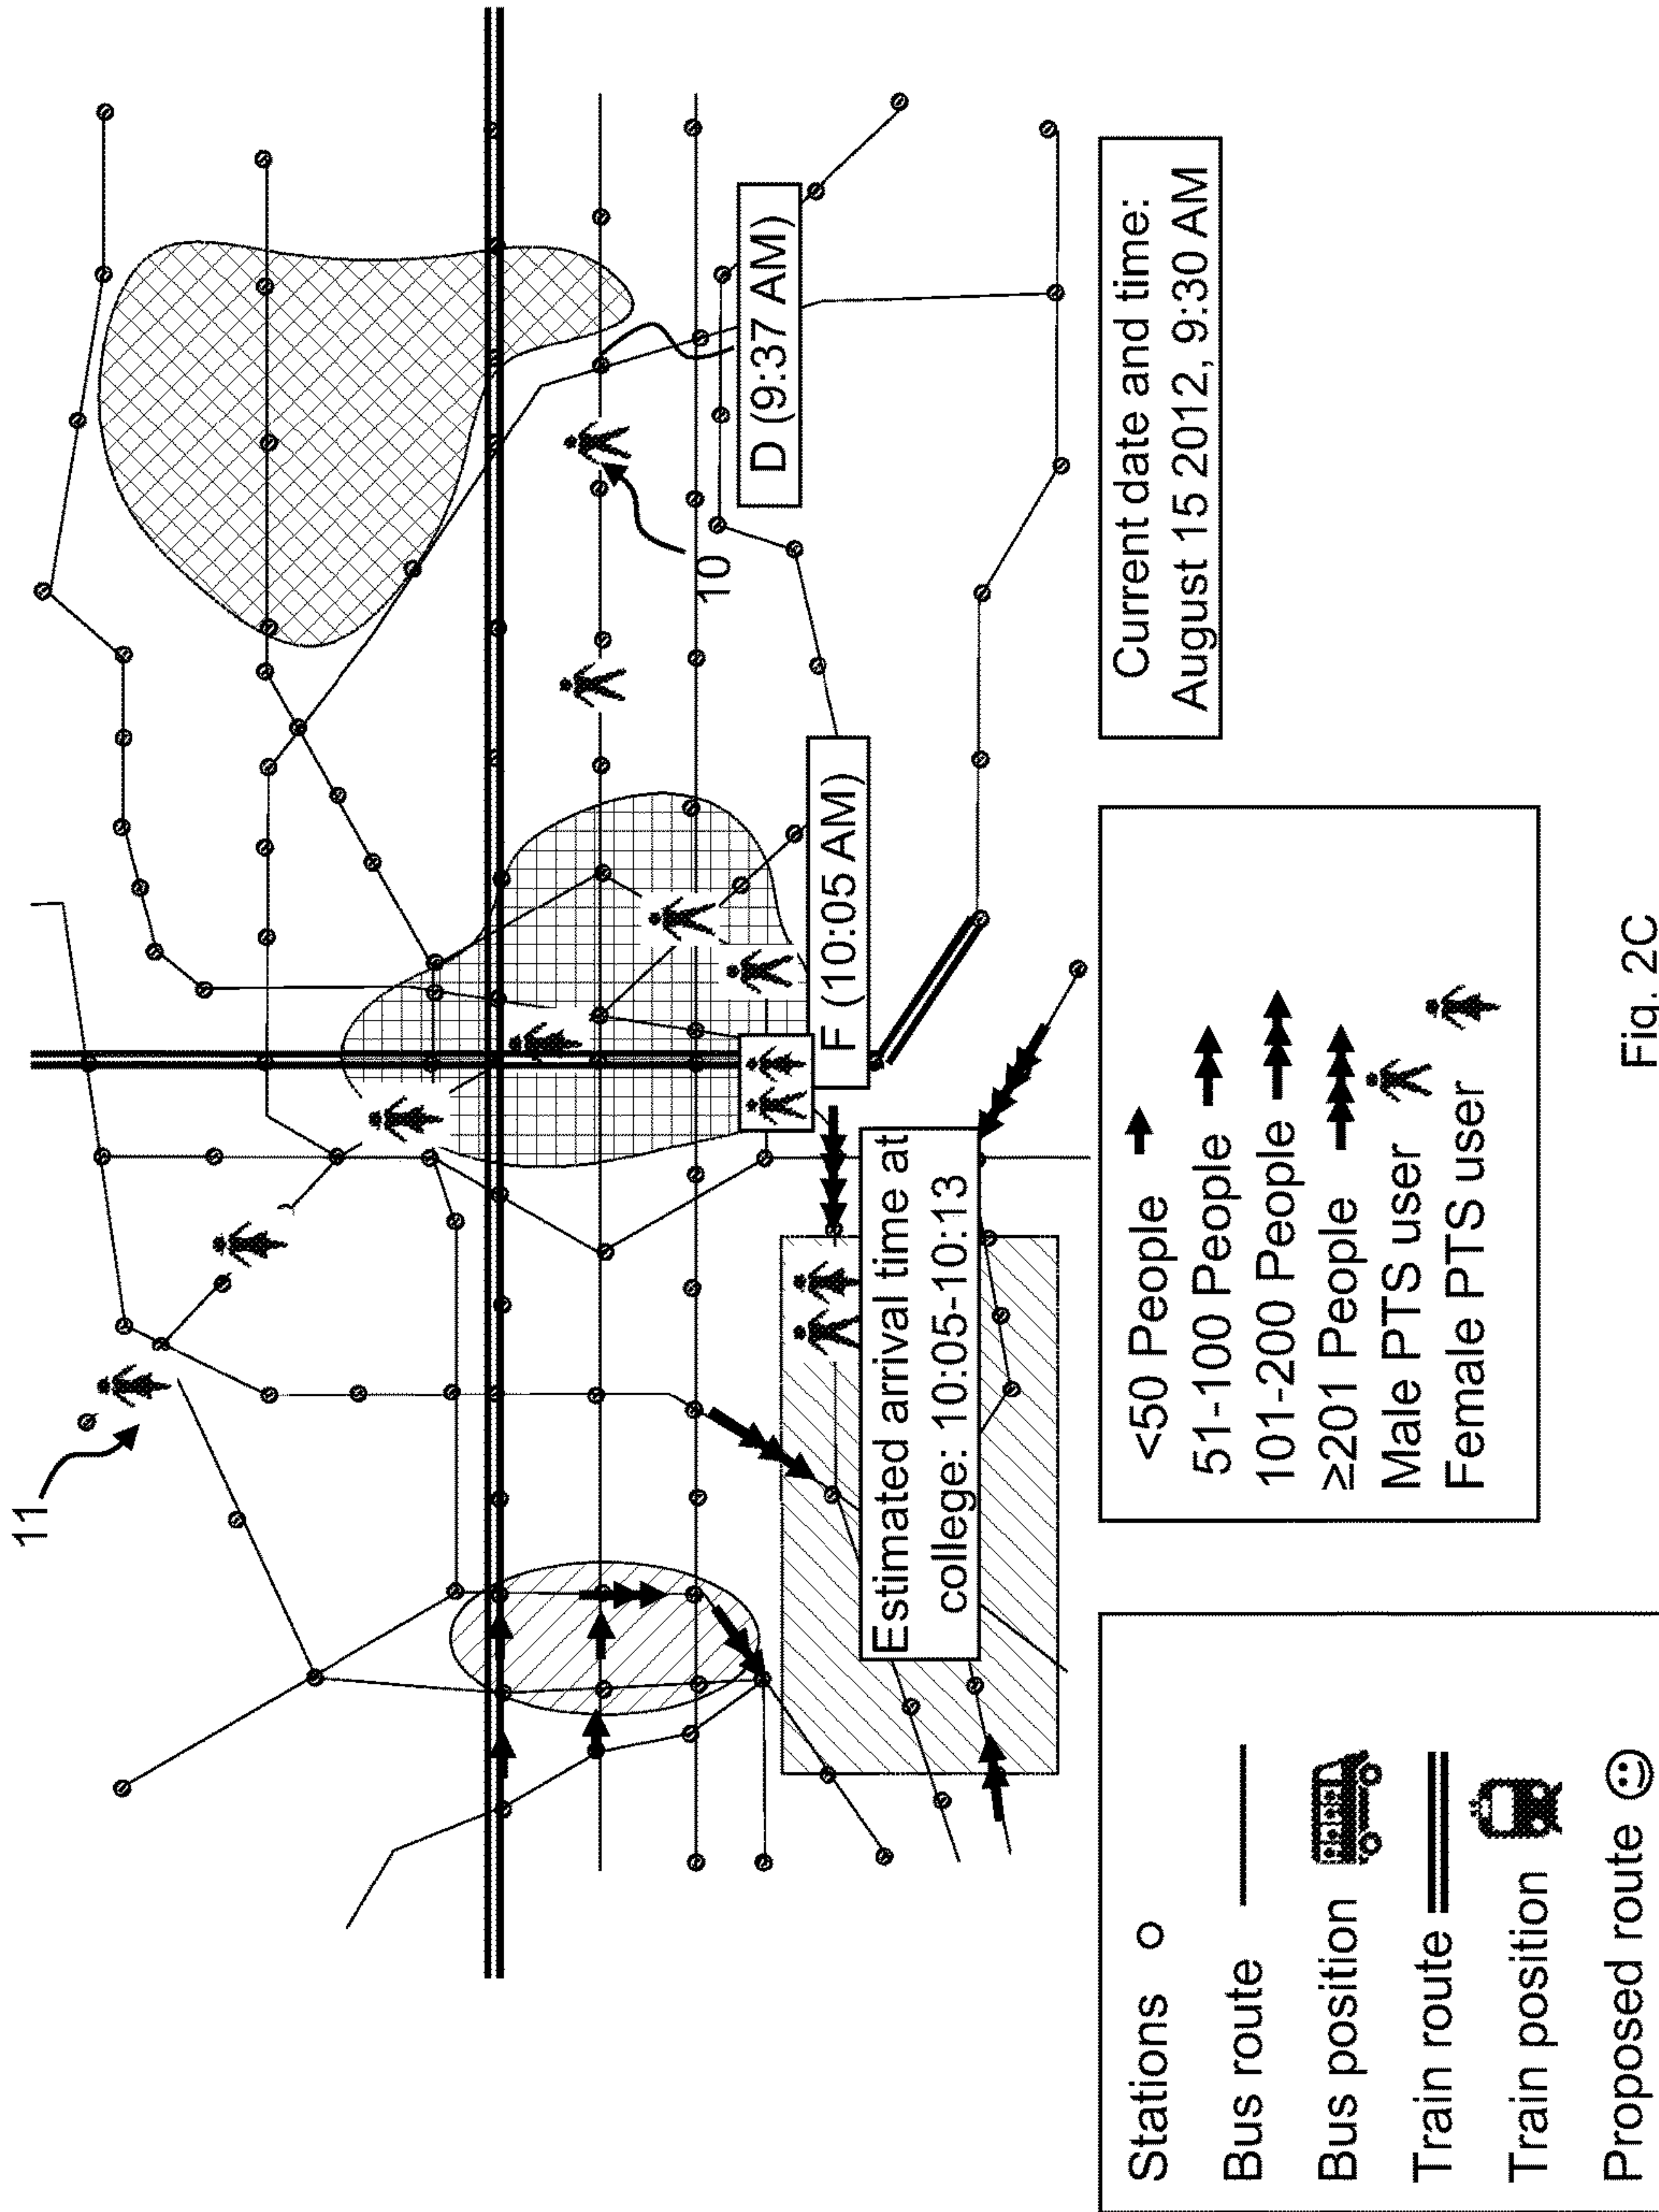 11
10
D (9:37 AM)
F (10:05 AM)
Estimated arrival time at
college: 10:05-10:13
Stations
Bus route
Bus position
Train route
Train position
Proposed route
<50 People
51-100 People
101-200 People
≥201 People
Male PTS user
Female PTS user
Current date and time:
August 15 2012, 9:30 AM
Fig. 2C